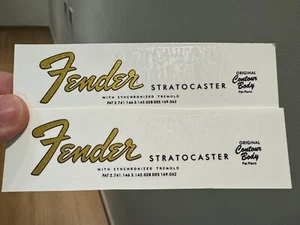 Fender STRATOCASTER
WITH SYNCHRONIZED TREMOLO
PAT 2.741.146 3.143.028 DES 169.062
ORIGINAL
Contour
Body
Pat. Pend.
Fender STRATOCASTER
WITH SYNCHRONIZED TREMOLO
PAT 2.741.146 3.143.028 DES 169.062
ORIGINAL
Contour
Body
Pat. Pend.